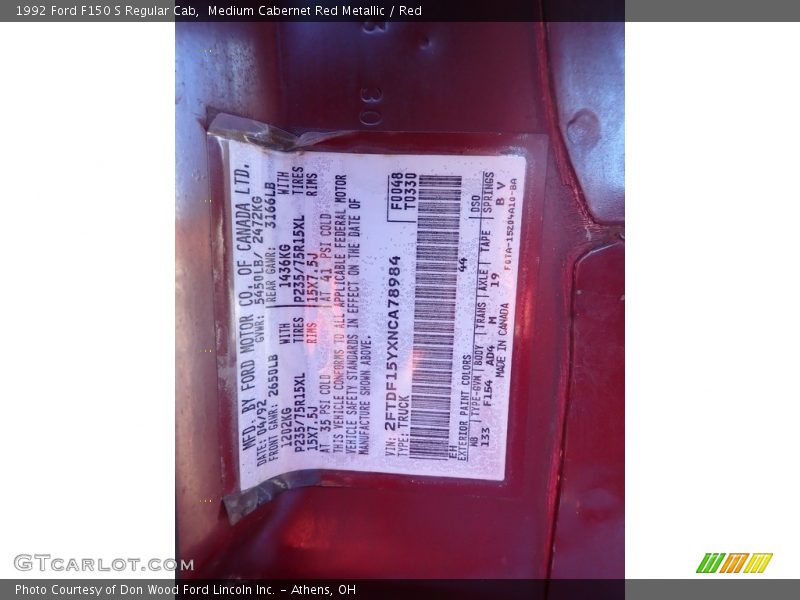 1992 Ford F150 S Regular Cab,  Medium Cabernet Red Metallic / Red
30
MFD. BY FORD MOTOR CO. OF CANADA LTD.
DATE: 04/92 GVWR: 5450LB/ 2472KG
FRONT GAWR: 2650LB REAR GAWR: 3166LB
1202KG WITH 1436KG WITH
P235/75R15XL TIRES P235/75R15XL TIRES
15X7.5J RIMS 15X7.5J RIMS
AT 35 PSI COLD AT 41 PSI COLD
THIS VEHICLE CONFORMS TO ALL APPLICABLE FEDERAL MOTOR
VEHICLE SAFETY STANDARDS IN EFFECT ON THE DATE OF
MANUFACTURE SHOWN ABOVE.
VIN: 2FTDF15YXNCA78984 F0048
TYPE: TRUCK T0330
EH 44
EXTERIOR PAINT COLORS DSO
WB TYPE-GVW BODY TRANS AXLE TAPE SPRINGS
133 F154 AD4 M 19 B V
MADE IN CANADA F0TA-15294A10-BA
GTCarlot.com
Photo Courtesy of Don Wood Ford Lincoln Inc. - Athens, OH